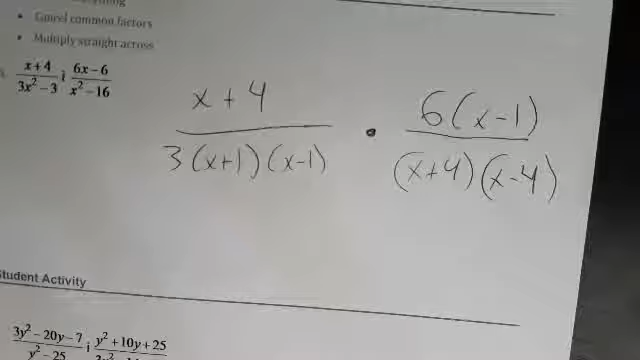 • Cancel common factors
• Multiply straight across
x+4 / 3x²−3 i 6x−6 / x²−16
x + 4 / 3(x+1)(x-1) • 6(x-1) / (x+4)(x-4)
Student Activity
3y²−20y−7 / y²−25 i y²+10y+25